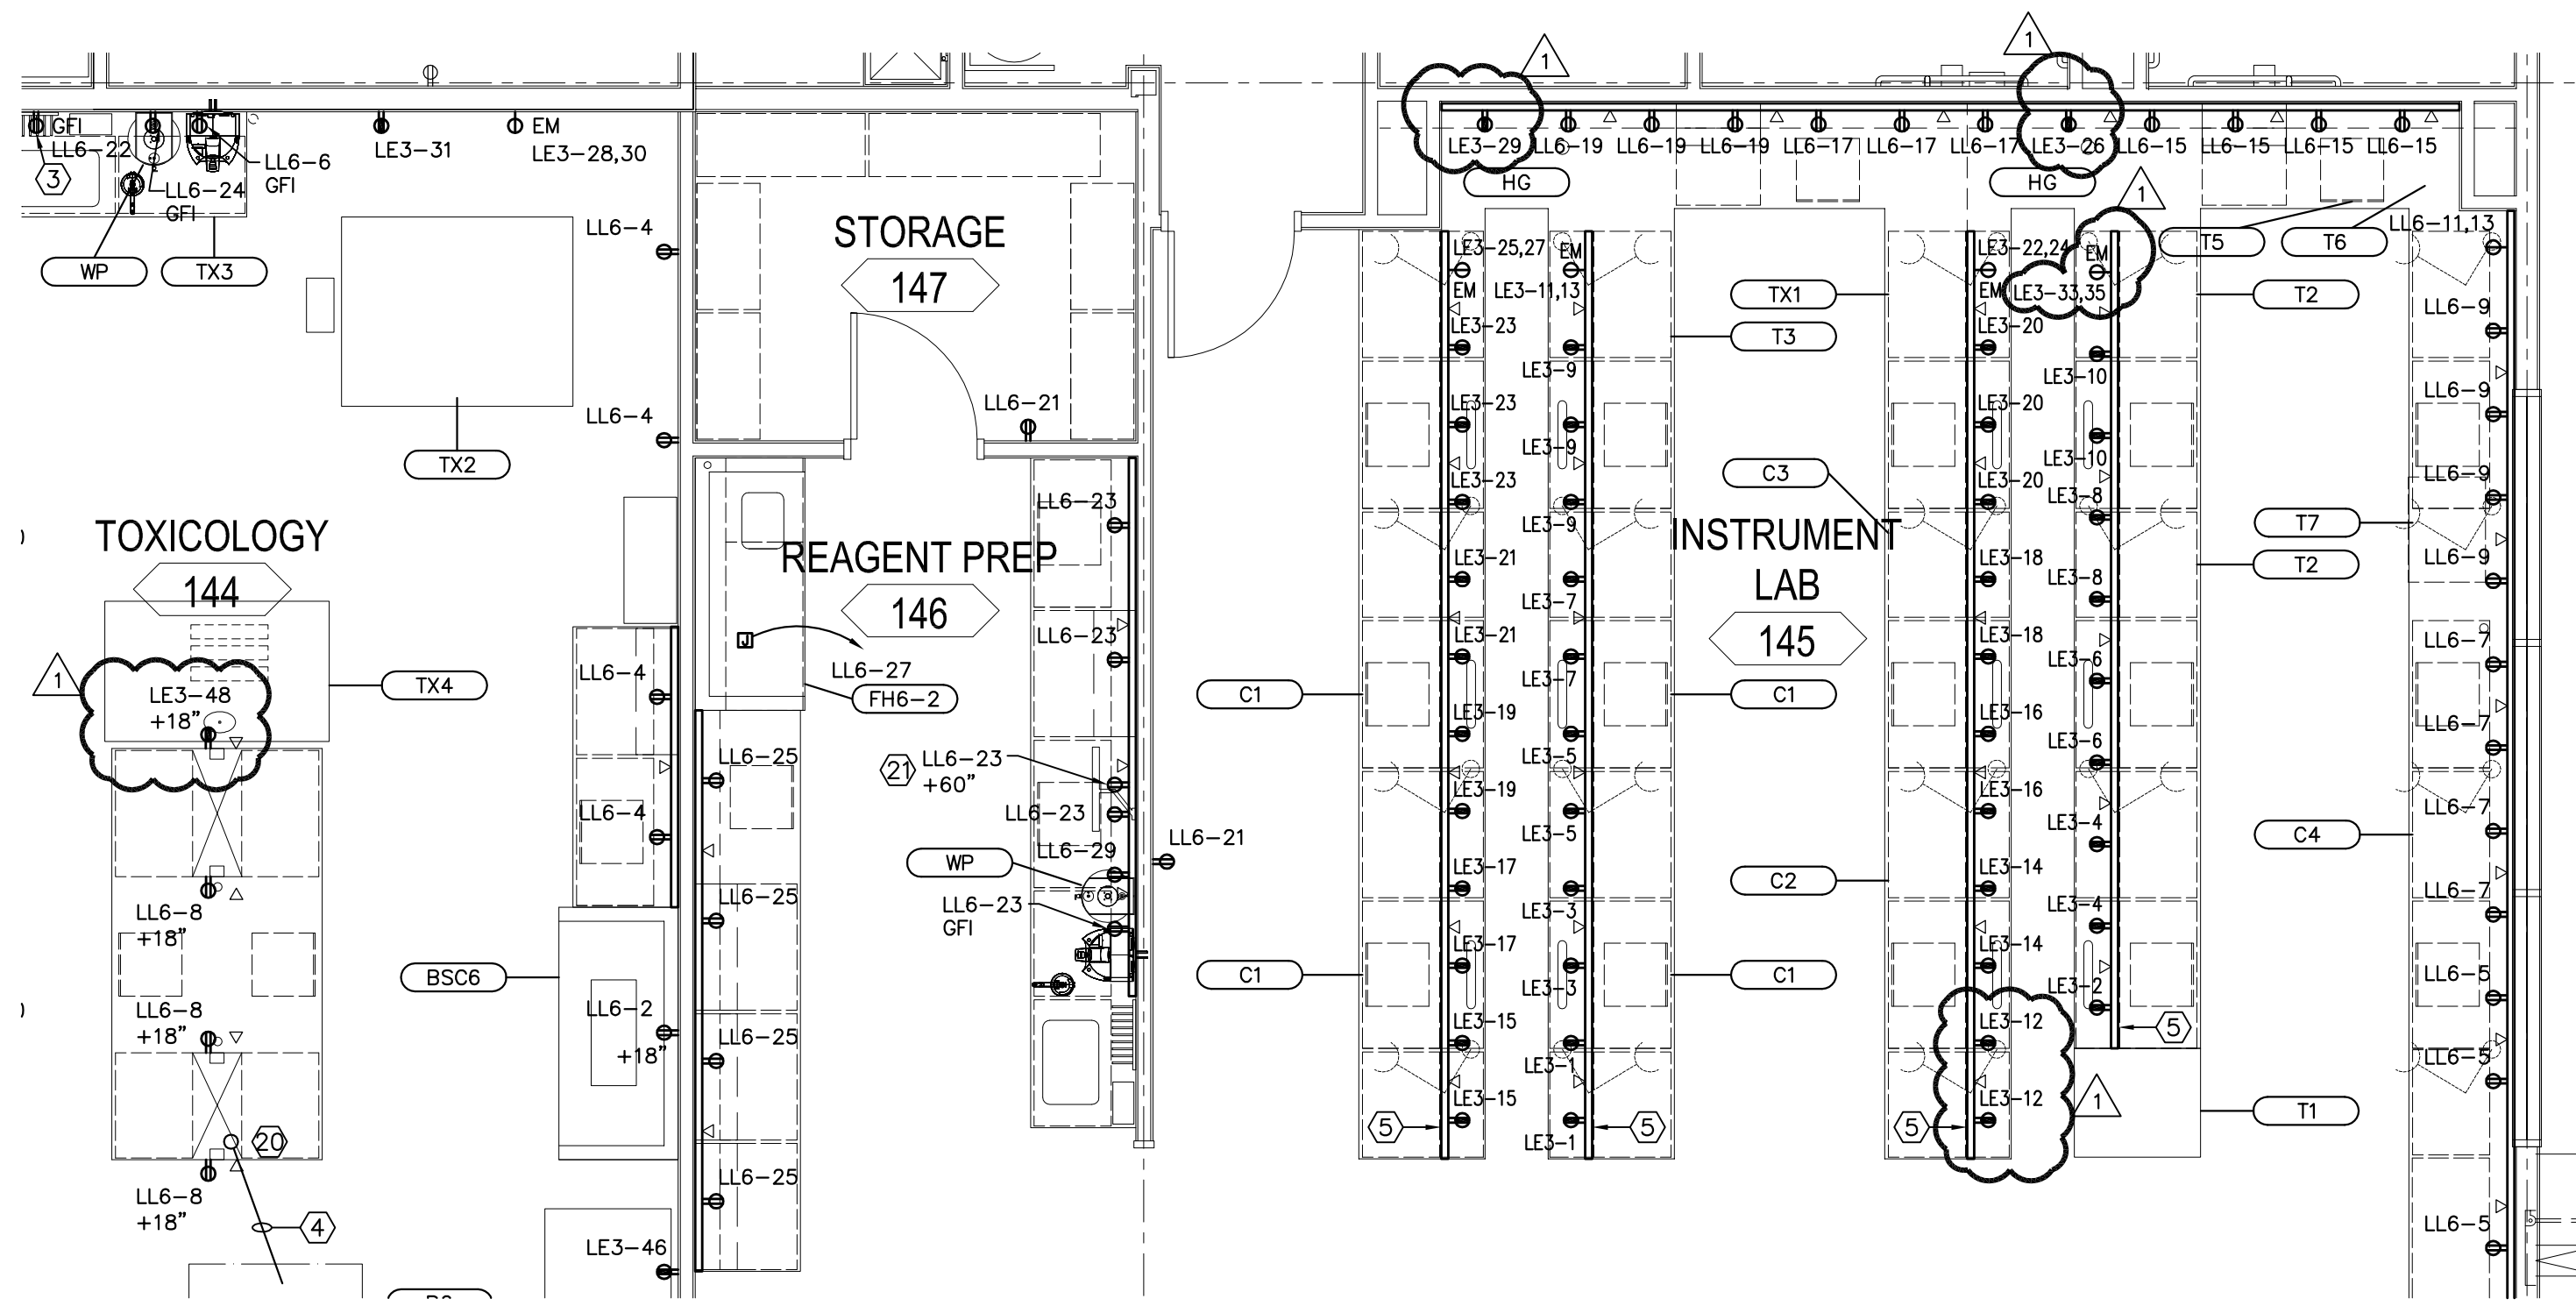 1
1
GFI
LL6-22
3
LL6-24
GFI
LL6-6
GFI
LE3-31
EM
LE3-28,30
WP
TX3
LL6-4
LL6-4
TX2
STORAGE
147
LL6-21
LE3-29
LL6-19
LL6-19
LL6-19
LL6-17
LL6-17
LL6-17
LE3-26
LL6-15
LL6-15
LL6-15
LL6-15
HG
HG
1
T5
T6
LL6-11,13
LE3-25,27
EM
EM
LE3-11,13
LE3-22,24
EM
EM
LE3-33,35
TX1
T3
T2
LE3-23
LE3-23
LE3-23
LE3-21
LE3-21
LE3-19
LE3-19
LE3-17
LE3-17
LE3-15
LE3-15
LE3-9
LE3-9
LE3-9
LE3-7
LE3-7
LE3-5
LE3-5
LE3-3
LE3-3
LE3-1
LE3-1
C3
INSTRUMENT
LAB
145
C1
C1
C2
C1
C1
5
5
5
5
LE3-20
LE3-20
LE3-20
LE3-18
LE3-18
LE3-16
LE3-16
LE3-14
LE3-14
LE3-12
LE3-12
1
LE3-10
LE3-10
LE3-8
LE3-8
LE3-6
LE3-6
LE3-4
LE3-4
LE3-2
T7
T2
C4
T1
LL6-9
LL6-9
LL6-9
LL6-9
LL6-7
LL6-7
LL6-7
LL6-7
LL6-5
LL6-5
LL6-5
TOXICOLOGY
144
1
LE3-48
+18"
TX4
LL6-8
+18"
LL6-8
+18"
LL6-8
+18"
20
4
LL6-4
LL6-4
BSC6
LL6-2
+18"
LE3-46
REAGENT PREP
146
J
LL6-27
FH6-2
LL6-23
LL6-23
21
LL6-23
+60"
LL6-23
LL6-29
WP
LL6-23
GFI
LL6-21
LL6-25
LL6-25
LL6-25
LL6-25